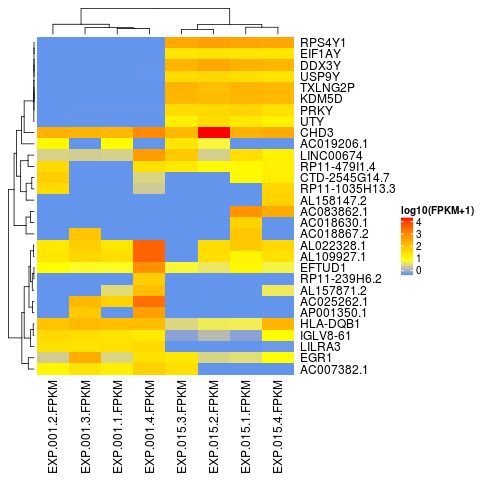 RPS4Y1
EIF1AY
DDX3Y
USP9Y
TXLNG2P
KDM5D
PRKY
UTY
CHD3
AC019206.1
LINC00674
RP11-479I1.4
CTD-2545G14.7
RP11-1035H13.3
AL158147.2
AC083862.1
AC018630.1
AC018867.2
AL022328.1
AL109927.1
EFTUD1
RP11-239H6.2
AL157871.2
AC025262.1
AP001350.1
HLA-DQB1
IGLV8-61
LILRA3
EGR1
AC007382.1
log10(FPKM+1)
4
3
2
1
0
EXP.001.2.FPKM
EXP.001.3.FPKM
EXP.001.1.FPKM
EXP.001.4.FPKM
EXP.015.3.FPKM
EXP.015.2.FPKM
EXP.015.1.FPKM
EXP.015.4.FPKM